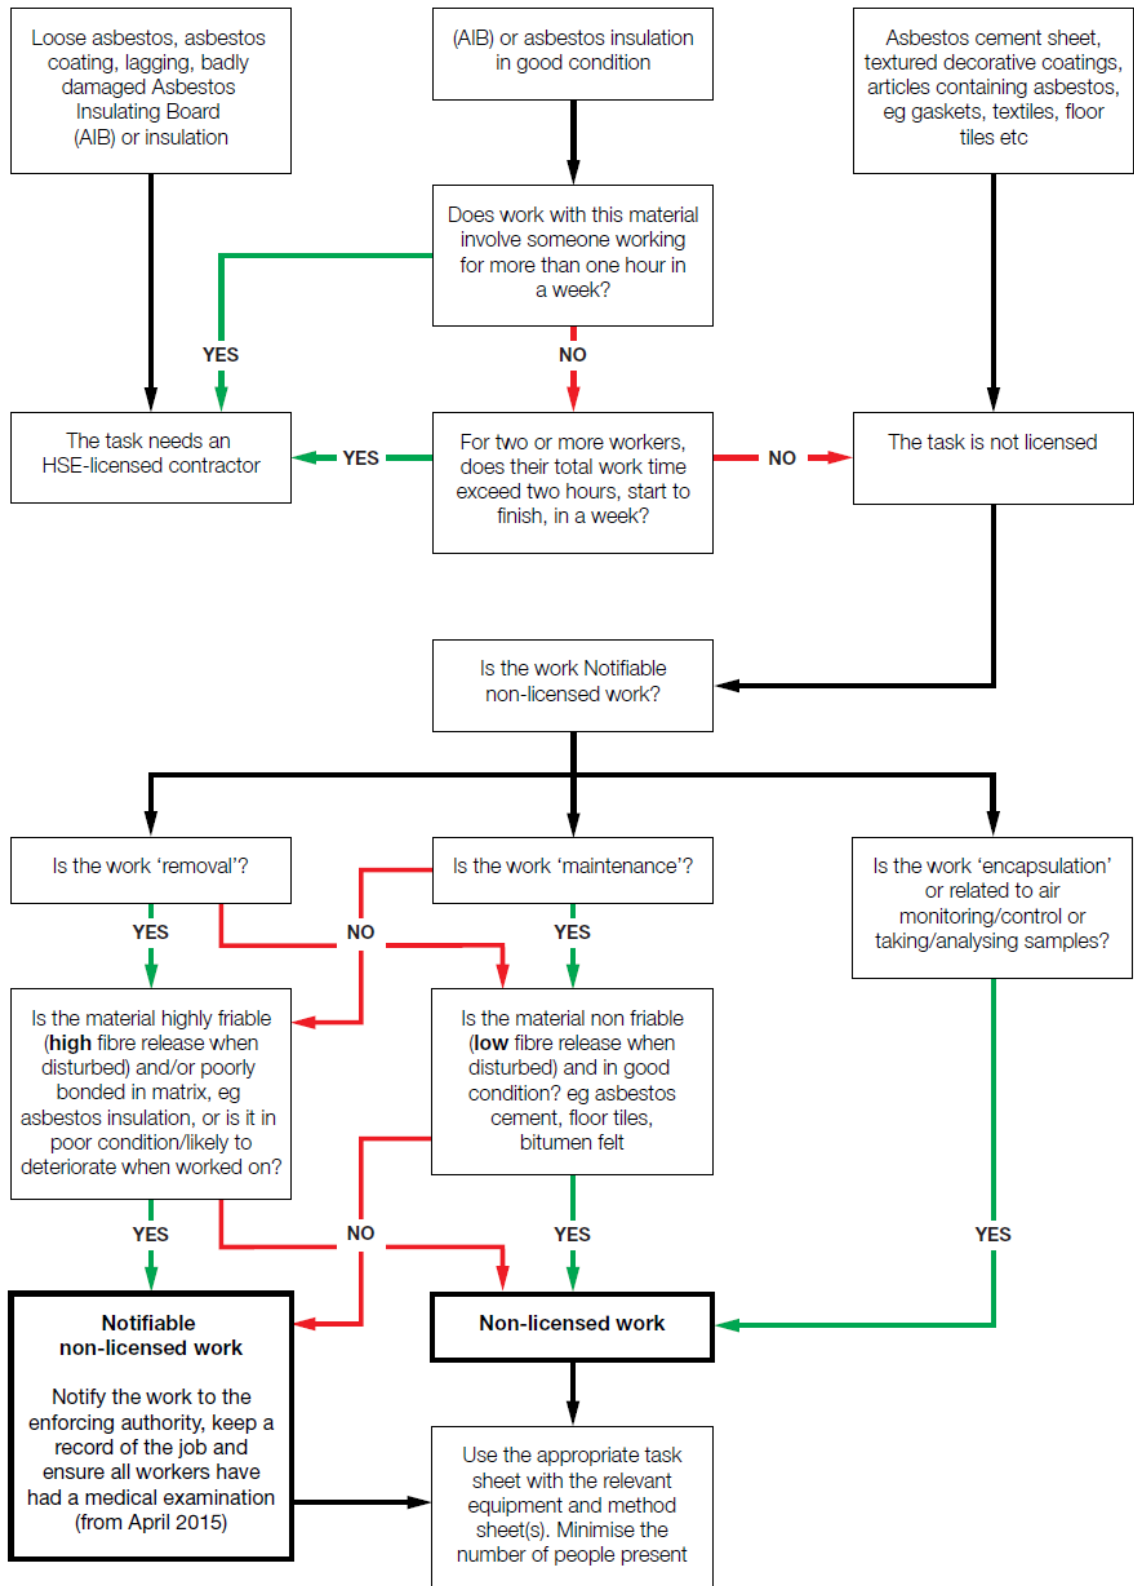 Loose asbestos, asbestos
coating, lagging, badly
damaged Asbestos
Insulating Board
(AIB) or insulation
(AIB) or asbestos insulation
in good condition
Asbestos cement sheet,
textured decorative coatings,
articles containing asbestos,
eg gaskets, textiles, floor
tiles etc
Does work with this material
involve someone working
for more than one hour in
a week?
YES
NO
The task needs an
HSE-licensed contractor
YES
For two or more workers,
does their total work time
exceed two hours, start to
finish, in a week?
NO
The task is not licensed
Is the work Notifiable
non-licensed work?
Is the work ‘removal’?
Is the work ‘maintenance’?
Is the work ‘encapsulation’
or related to air
monitoring/control or
taking/analysing samples?
YES
NO
YES
Is the material highly friable
(high fibre release when
disturbed) and/or poorly
bonded in matrix, eg
asbestos insulation, or is it in
poor condition/likely to
deteriorate when worked on?
Is the material non friable
(low fibre release when
disturbed) and in good
condition? eg asbestos
cement, floor tiles,
bitumen felt
YES
NO
YES
YES
Notifiable
non-licensed work
Notify the work to the
enforcing authority, keep a
record of the job and
ensure all workers have
had a medical examination
(from April 2015)
Non-licensed work
Use the appropriate task
sheet with the relevant
equipment and method
sheet(s). Minimise the
number of people present